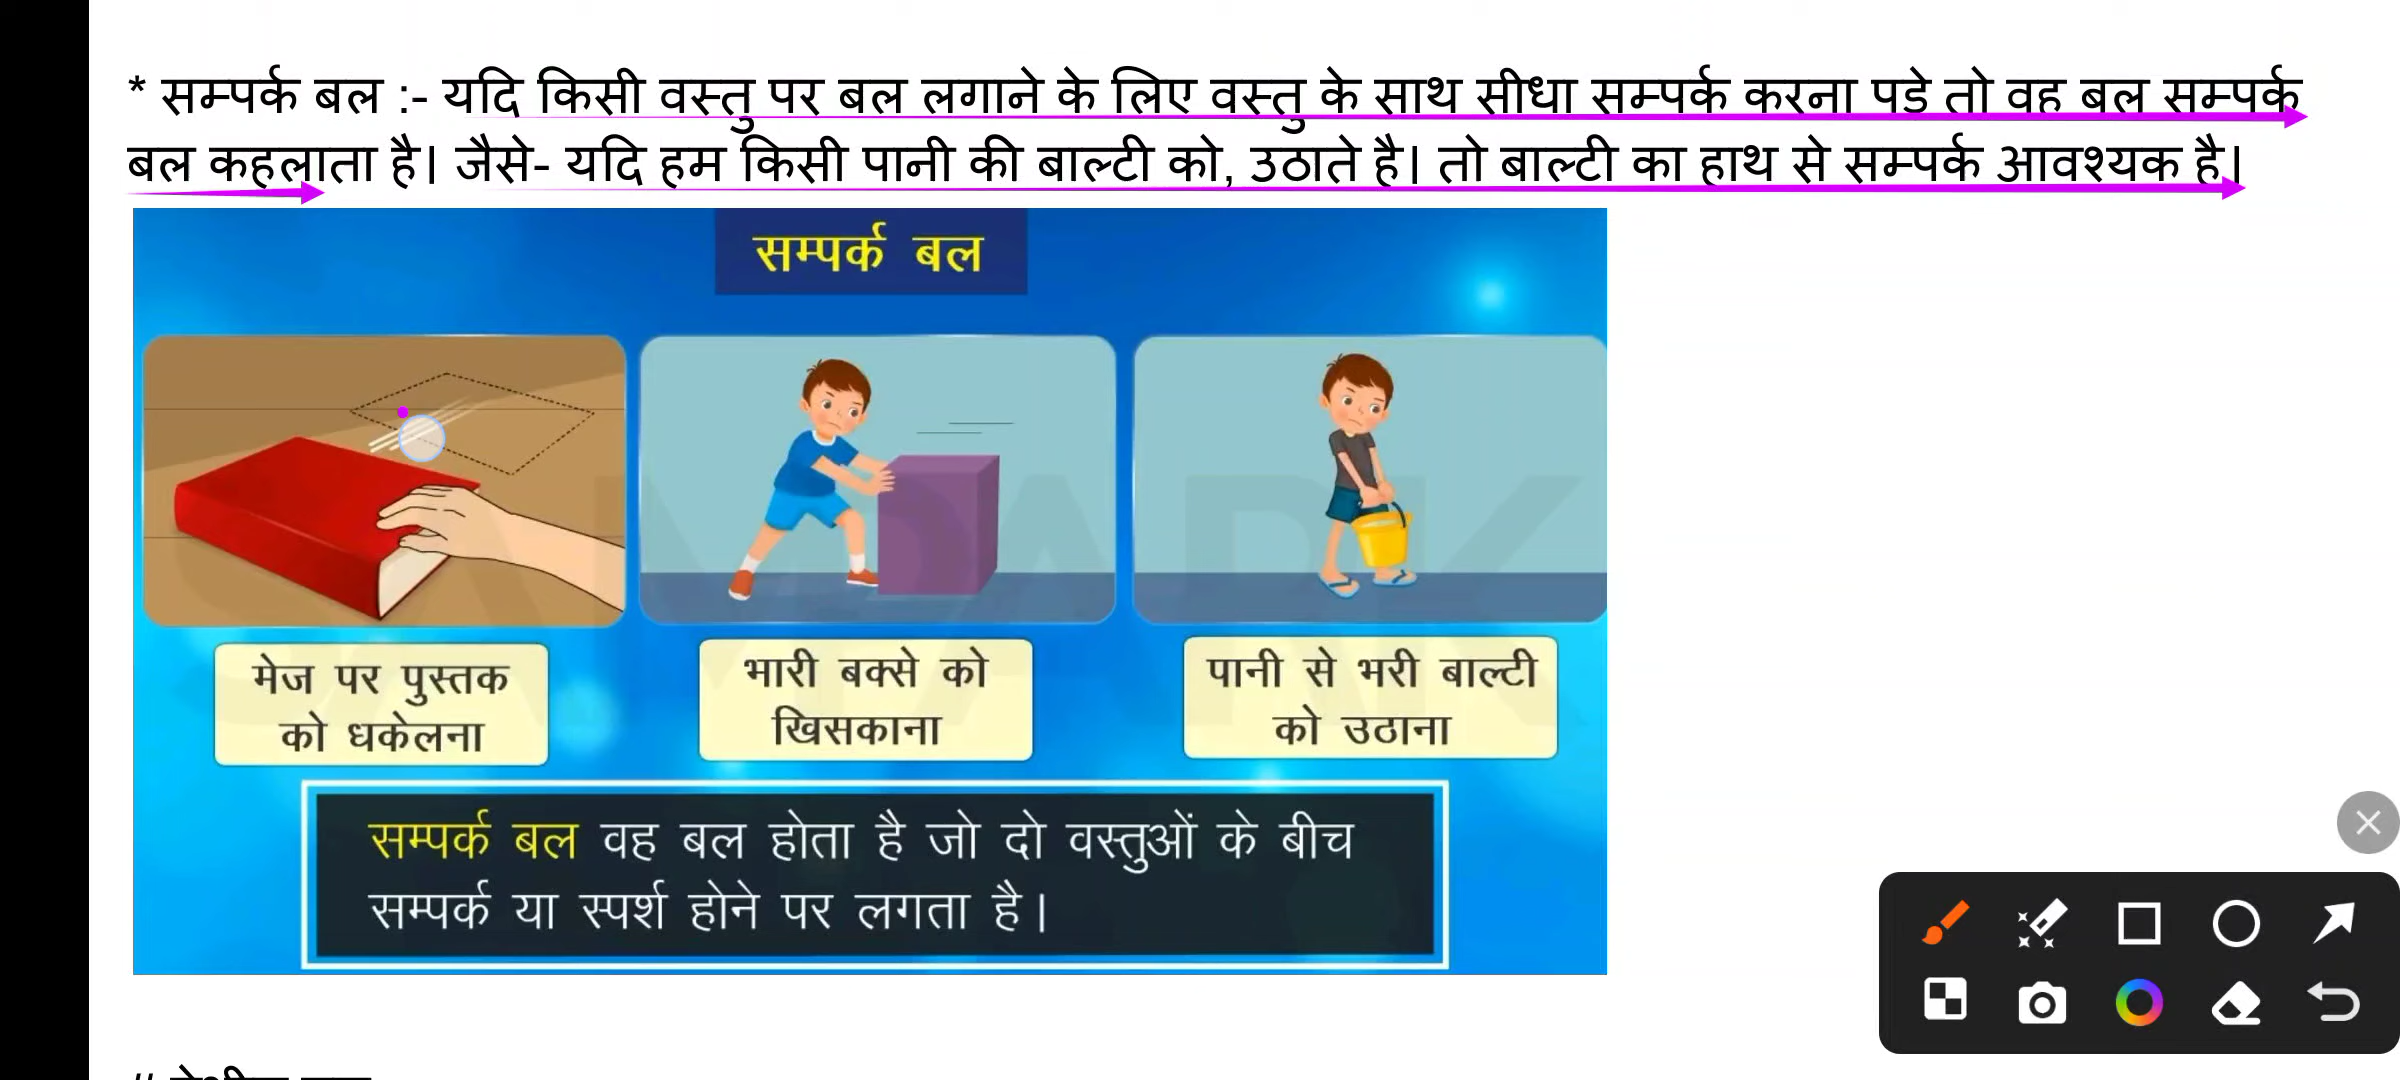 * सम्पर्क बल :- यदि किसी वस्तु पर बल लगाने के लिए वस्तु के साथ सीधा सम्पर्क करना पडे तो वह बल सम्पर्क
बल कहलाता है। जैसे- यदि हम किसी पानी की बाल्टी को, उठाते है। तो बाल्टी का हाथ से सम्पर्क आवश्यक है।
सम्पर्क बल
मेज पर पुस्तक
को धकेलना
भारी बक्से को
खिसकाना
पानी से भरी बाल्टी
को उठाना
SAMPARK
सम्पर्क बल वह बल होता है जो दो वस्तुओं के बीच
सम्पर्क या स्पर्श होने पर लगता है।